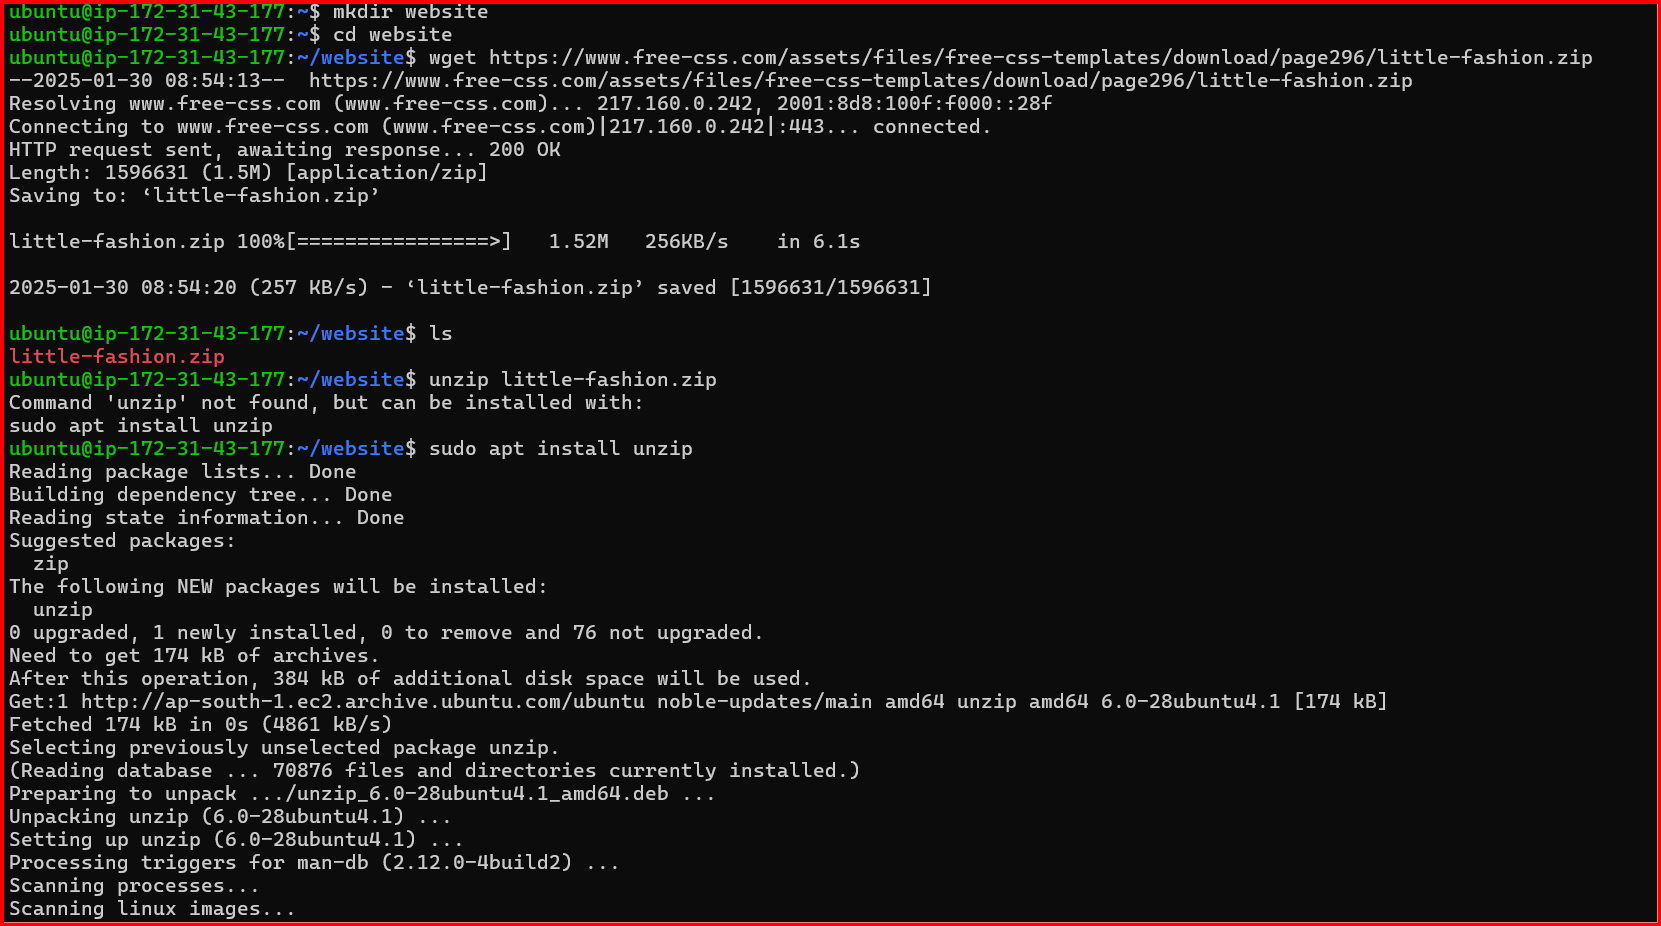 ubuntu@ip-172-31-43-177:~$ mkdir website
ubuntu@ip-172-31-43-177:~$ cd website
ubuntu@ip-172-31-43-177:~/website$ wget https://www.free-css.com/assets/files/free-css-templates/download/page296/little-fashion.zip
--2025-01-30 08:54:13--  https://www.free-css.com/assets/files/free-css-templates/download/page296/little-fashion.zip
Resolving www.free-css.com (www.free-css.com)... 217.160.0.242, 2001:8d8:100f:f000::28f
Connecting to www.free-css.com (www.free-css.com)|217.160.0.242|:443... connected.
HTTP request sent, awaiting response... 200 OK
Length: 1596631 (1.5M) [application/zip]
Saving to: ‘little-fashion.zip’
little-fashion.zip 100%[================>]   1.52M   256KB/s    in 6.1s
2025-01-30 08:54:20 (257 KB/s) - ‘little-fashion.zip’ saved [1596631/1596631]
ubuntu@ip-172-31-43-177:~/website$ ls
little-fashion.zip
ubuntu@ip-172-31-43-177:~/website$ unzip little-fashion.zip
Command 'unzip' not found, but can be installed with:
sudo apt install unzip
ubuntu@ip-172-31-43-177:~/website$ sudo apt install unzip
Reading package lists... Done
Building dependency tree... Done
Reading state information... Done
Suggested packages:
  zip
The following NEW packages will be installed:
  unzip
0 upgraded, 1 newly installed, 0 to remove and 76 not upgraded.
Need to get 174 kB of archives.
After this operation, 384 kB of additional disk space will be used.
Get:1 http://ap-south-1.ec2.archive.ubuntu.com/ubuntu noble-updates/main amd64 unzip amd64 6.0-28ubuntu4.1 [174 kB]
Fetched 174 kB in 0s (4861 kB/s)
Selecting previously unselected package unzip.
(Reading database ... 70876 files and directories currently installed.)
Preparing to unpack .../unzip_6.0-28ubuntu4.1_amd64.deb ...
Unpacking unzip (6.0-28ubuntu4.1) ...
Setting up unzip (6.0-28ubuntu4.1) ...
Processing triggers for man-db (2.12.0-4build2) ...
Scanning processes...
Scanning linux images...